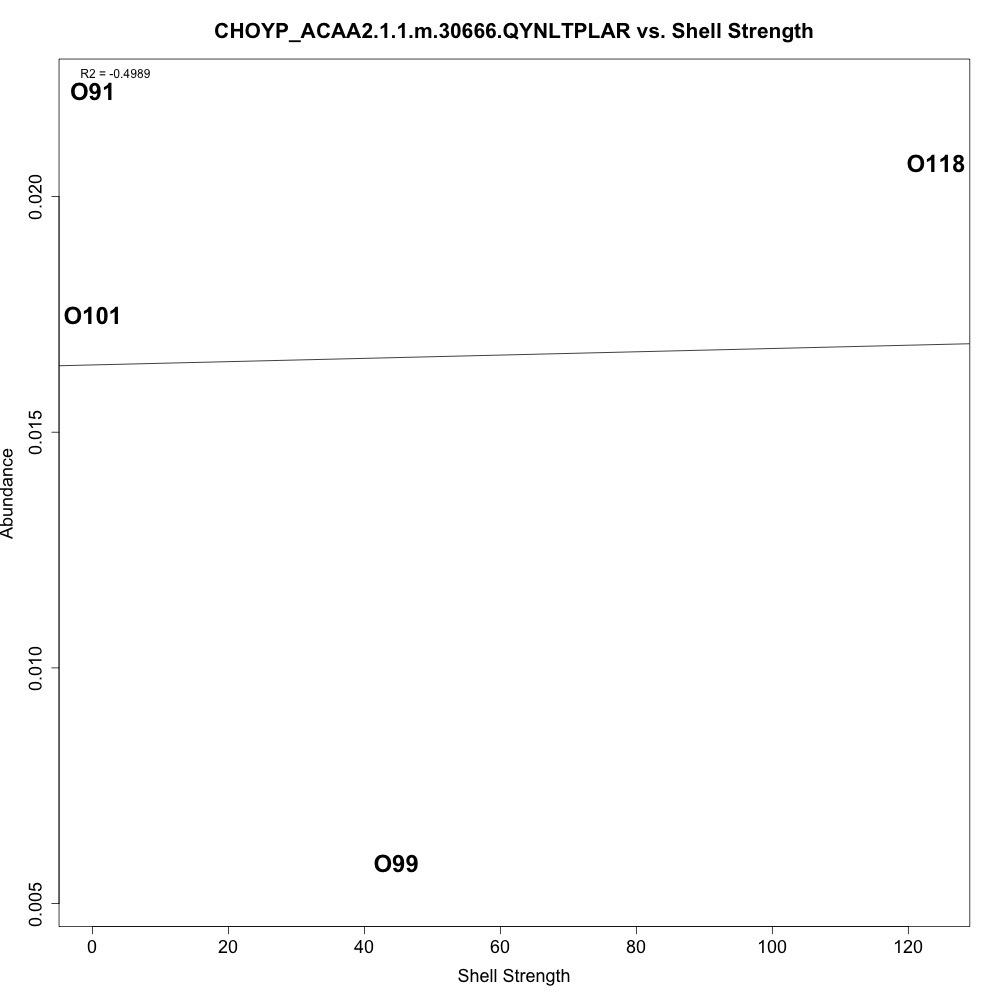 CHOYP_ACAA2.1.1.m.30666.QYNLTPLAR vs. Shell Strength
R2 = -0.4989
O91
O118
0.020
O101
0.015
Abundance
0.010
O99
0.005
0 20 40 60 80 100 120
Shell Strength